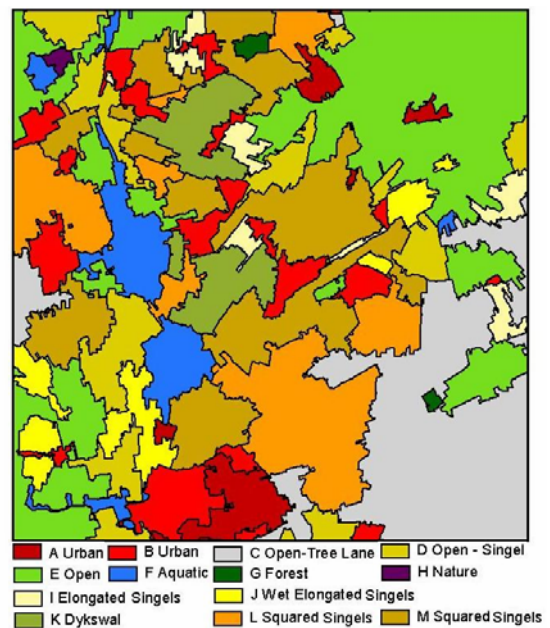 A Urban B Urban C Open-Tree Lane D Open - Singel
E Open F Aquatic G Forest H Nature
I Elongated Singels J Wet Elongated Singels
K Dykswal L Squared Singels M Squared Singels